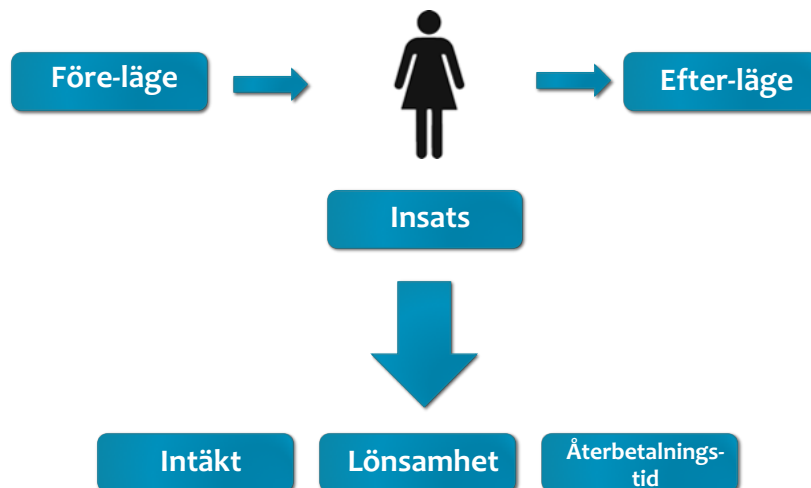 Före-läge
Efter-läge
Insats
Intäkt
Lönsamhet
Återbetalnings-
tid